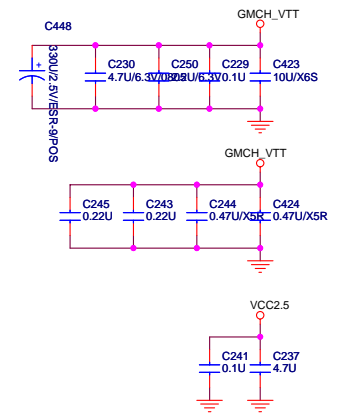 GMCH_VTT
C448
+
330U/2.5V/ESR-9/POS
C230
4.7U/6.3V/0805
C250
C229
0.1U
C423
10U/X6S
GMCH_VTT
C245
0.22U
C243
0.22U
C244
0.47U/X5R
C424
0.47U/X5R
VCC2.5
C241
0.1U
C237
4.7U